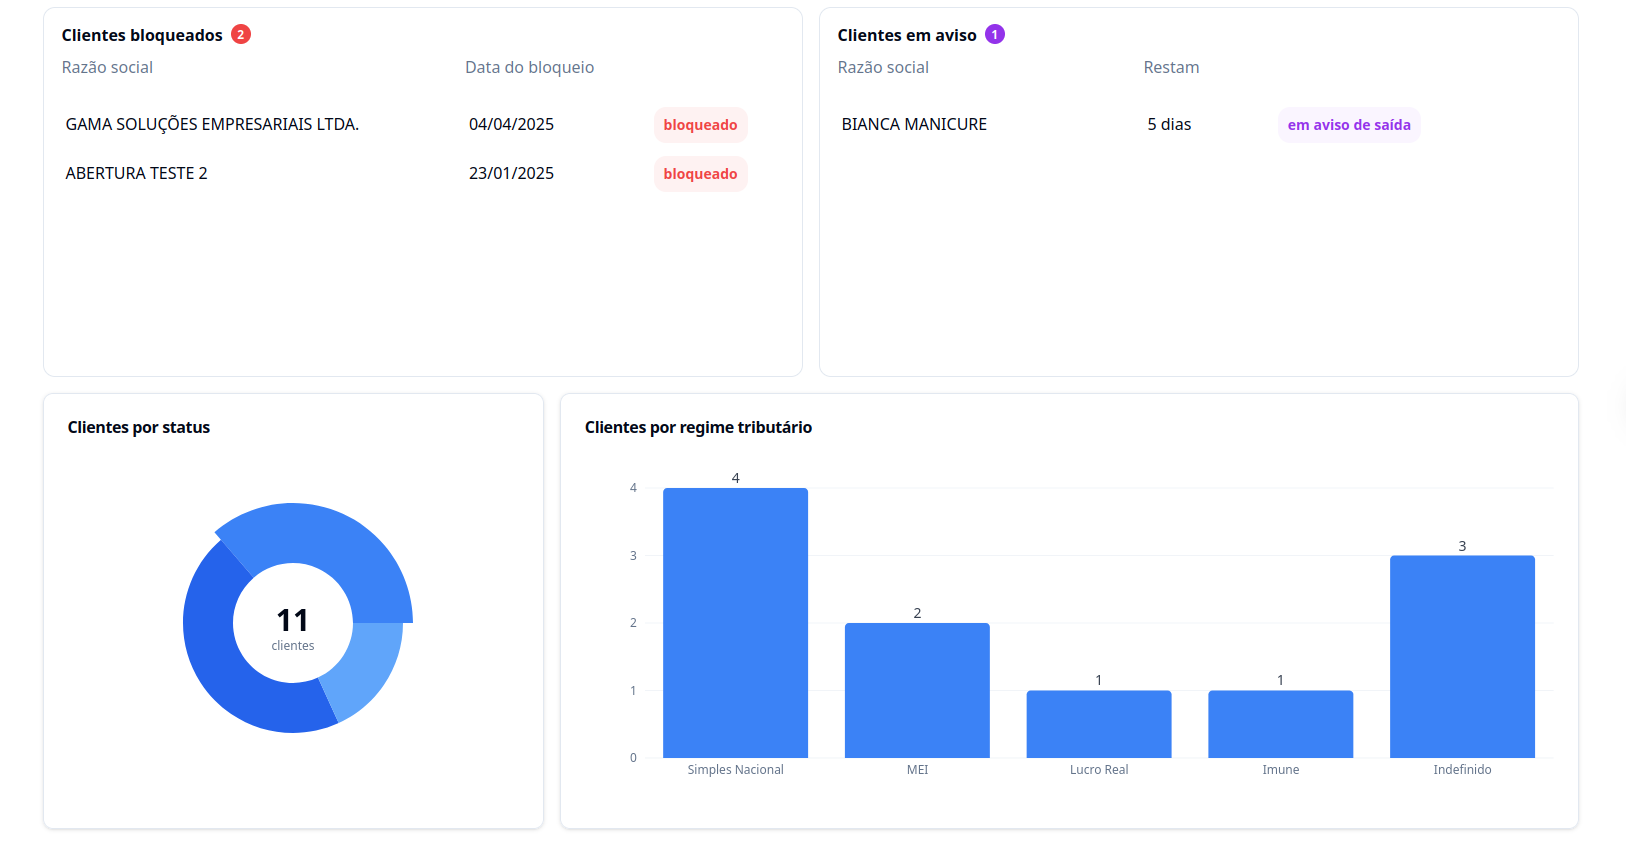 Clientes bloqueados 2
Razão social Data do bloqueio
GAMA SOLUÇÕES EMPRESARIAIS LTDA. 04/04/2025 bloqueado
ABERTURA TESTE 2 23/01/2025 bloqueado
Clientes em aviso 1
Razão social Restam
BIANCA MANICURE 5 dias em aviso de saída
Clientes por status
11
clientes
Clientes por regime tributário
4
4
3
3
2
2
1
1
1
0
Simples Nacional MEI Lucro Real Imune Indefinido